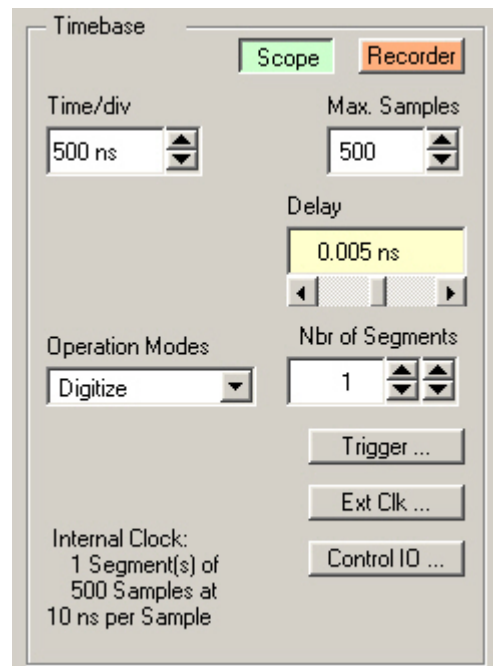 Timebase
Scope Recorder
Time/div Max. Samples
500 ns 500
Delay
0.005 ns
Operation Modes Nbr of Segments
Digitize 1
Trigger ...
Ext Clk ...
Control IO ...
Internal Clock:
1 Segment(s) of
500 Samples at
10 ns per Sample